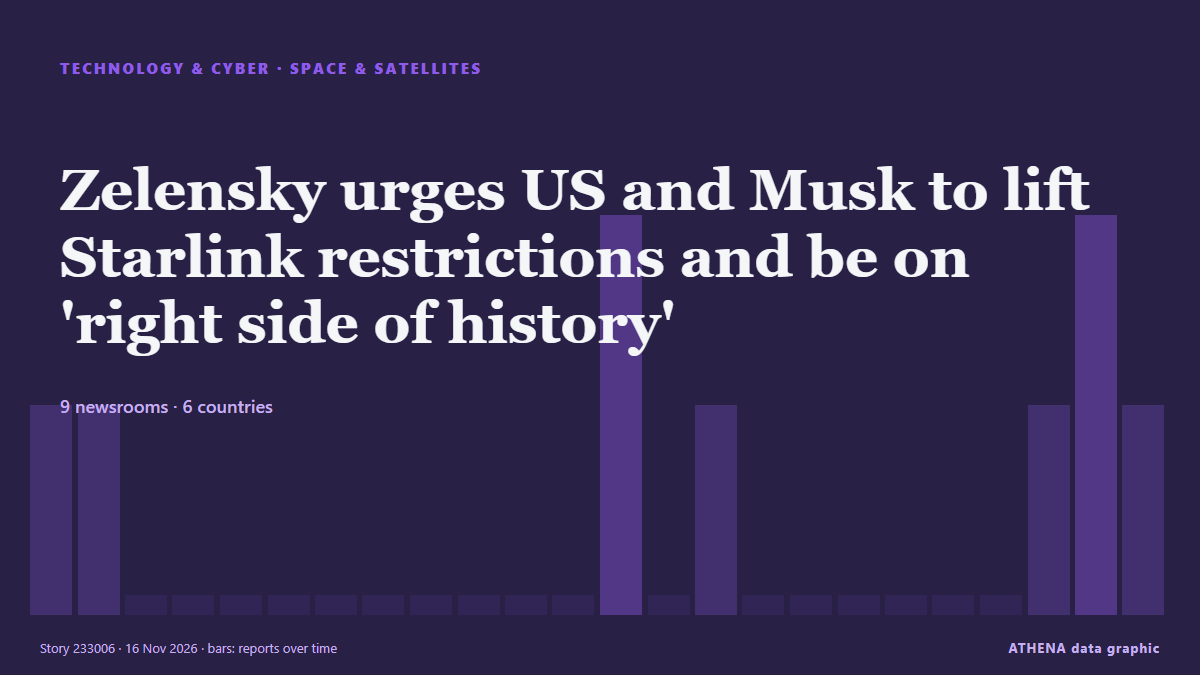 TECHNOLOGY & CYBER · SPACE & SATELLITES
Zelensky urges US and Musk to lift
Starlink restrictions and be on
'right side of history'
9 newsrooms · 6 countries
Story 233006 · 16 Nov 2026 · bars: reports over time
ATHENA data graphic